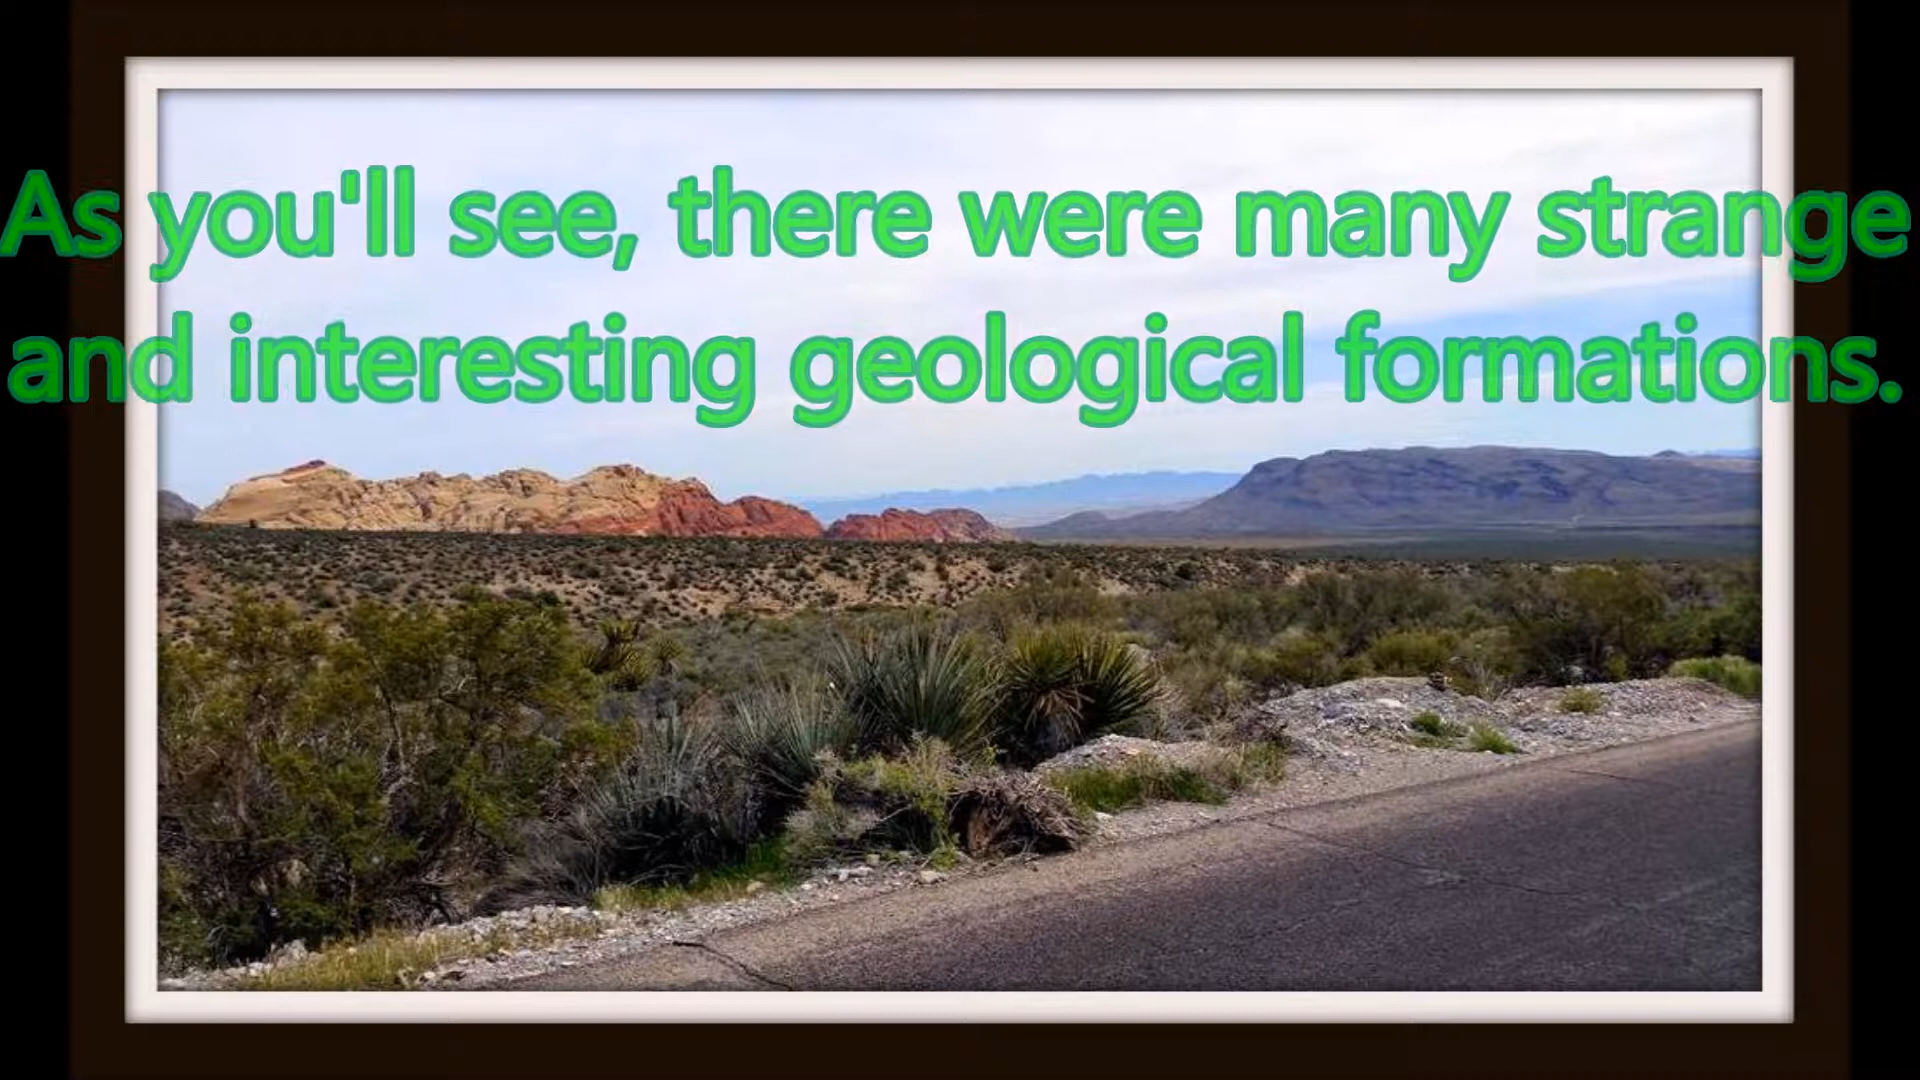 As you'll see, there were many strange
and interesting geological formations.